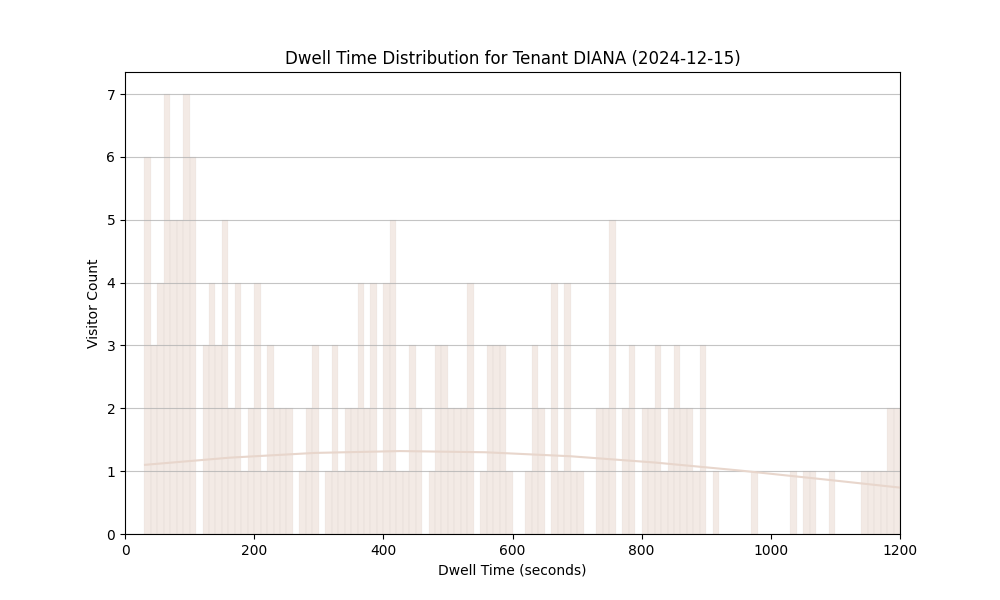 Dwell Time Distribution for Tenant DIANA (2024-12-15)
Visitor Count
7
6
5
4
3
2
1
0
0 200 400 600 800 1000 1200
Dwell Time (seconds)